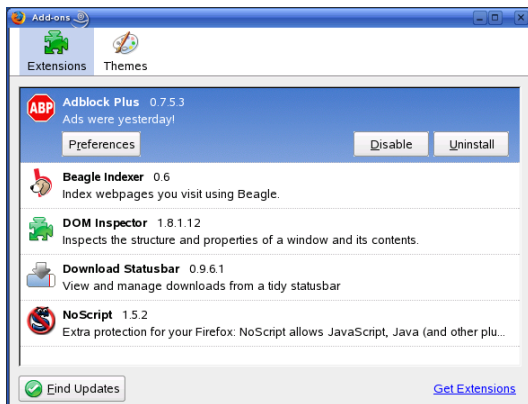 Add-ons
Extensions Themes
ABP Adblock Plus 0.7.5.3
Ads were yesterday!
Preferences Disable Uninstall
Beagle Indexer 0.6
Index webpages you visit using Beagle.
DOM Inspector 1.8.1.12
Inspects the structure and properties of a window and its contents.
Download Statusbar 0.9.6.1
View and manage downloads from a tidy statusbar
NoScript 1.5.2
Extra protection for your Firefox: NoScript allows JavaScript, Java (and other plu...
Find Updates Get Extensions